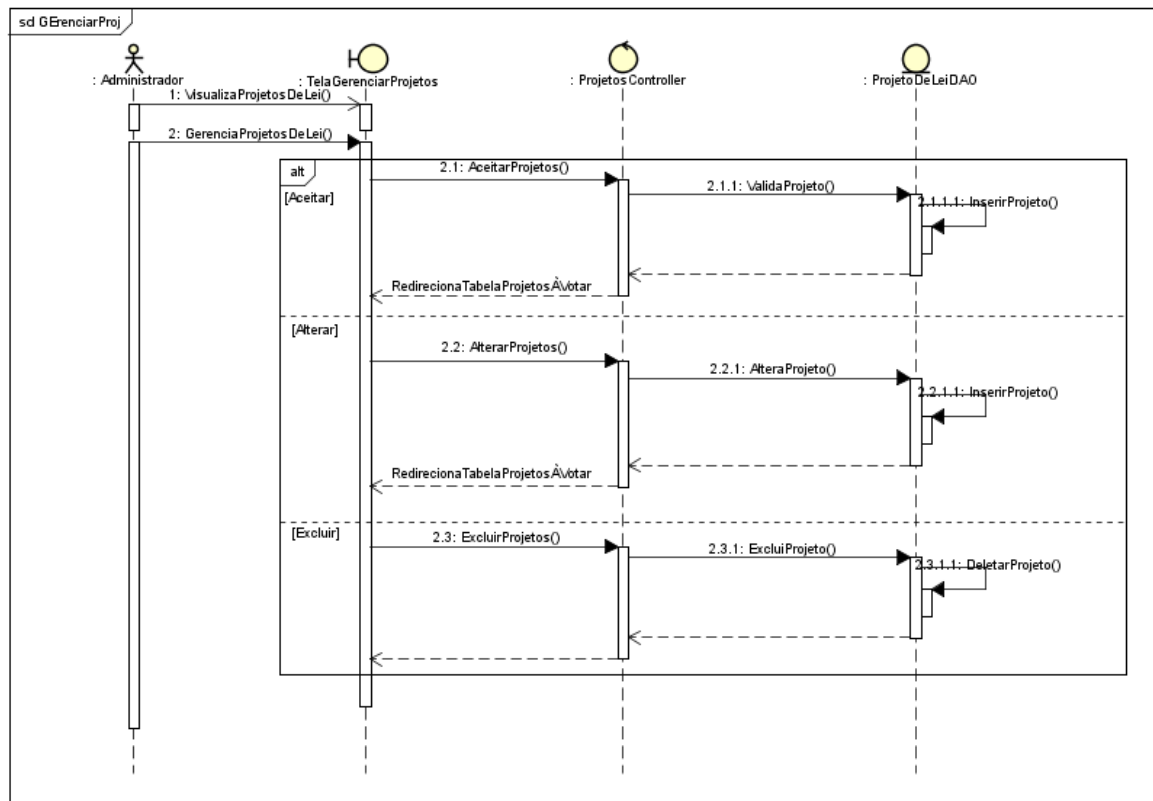 sd GErenciarProj
: Administrador
: TelaGerenciarProjetos
: ProjetosController
: ProjetoDeLeiDAO
1: VisualizaProjetosDeLei()
2: GerenciaProjetosDeLei()
alt
[Aceitar]
2.1: AceitarProjetos()
2.1.1: ValidaProjeto()
2.1.1.1: InserirProjeto()
RedirecionaTabelaProjetosÀVotar
[Alterar]
2.2: AlterarProjetos()
2.2.1: AlteraProjeto()
2.2.1.1: InserirProjeto()
RedirecionaTabelaProjetosÀVotar
[Excluir]
2.3: ExcluirProjetos()
2.3.1: ExcluiProjeto()
2.3.1.1: DeletarProjeto()